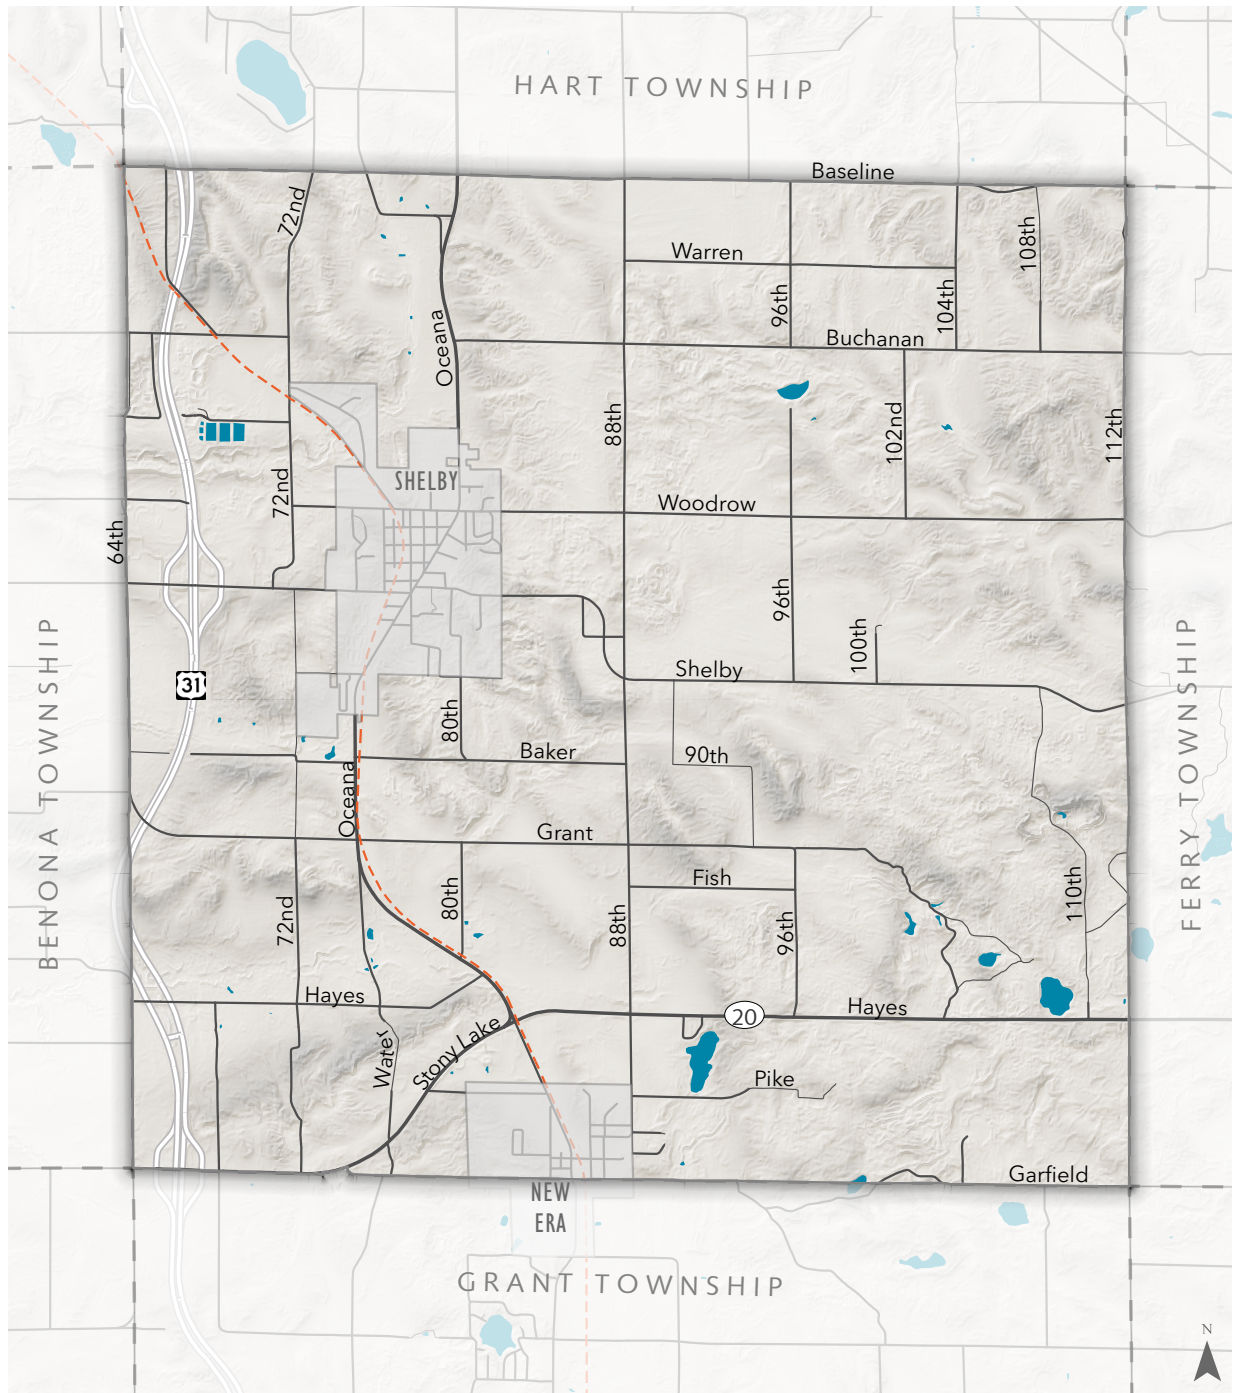 HART TOWNSHIP
Baseline
72nd
108th
Warren
96th
104th
Oceana
Buchanan
88th
102nd
112th
SHELBY
72nd
Woodrow
64th
96th
100th
BENONA TOWNSHIP
FERRY TOWNSHIP
31
Shelby
80th
Baker
90th
Oceana
Grant
Fish
72nd
80th
88th
96th
110th
Hayes
Hayes
20
Water
Stony Lake
Pike
Garfield
NEW
ERA
GRANT TOWNSHIP
N